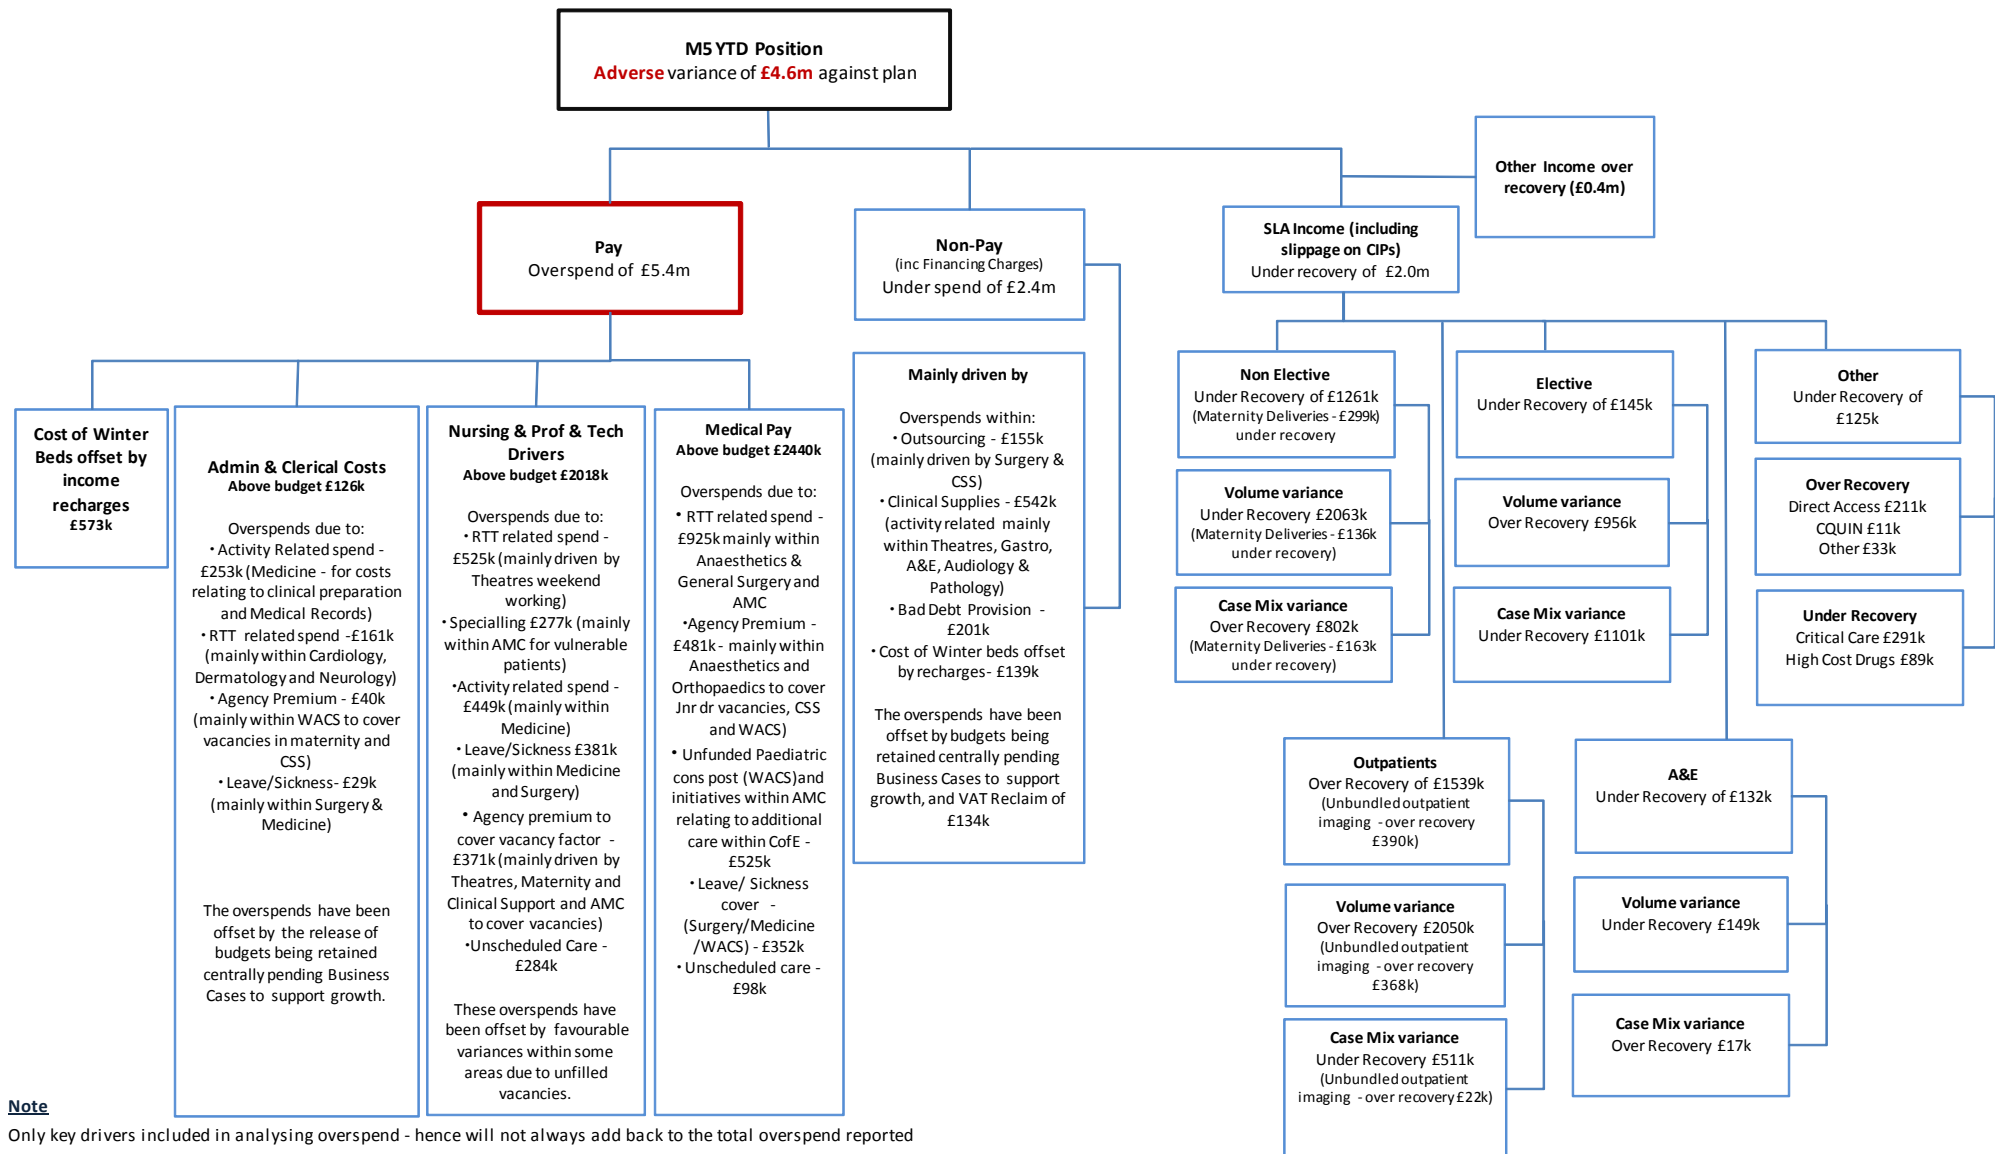 M5 YTD Position
Adverse variance of £4.6m against plan
Other Income over
recovery (£0.4m)
Pay
Overspend of £5.4m
Non-Pay
(inc Financing Charges)
Under spend of £2.4m
SLA Income (including
slippage on CIPs)
Under recovery of £2.0m
Cost of Winter
Beds offset by
income
recharges
£573k
Admin & Clerical Costs
Above budget £126k
Overspends due to:
• Activity Related spend -
£253k (Medicine - for costs
relating to clinical preparation
and Medical Records)
• RTT related spend -£161k
(mainly within Cardiology,
Dermatology and Neurology)
• Agency Premium - £40k
(mainly within WACS to cover
vacancies in maternity and
CSS)
• Leave/Sickness- £29k
(mainly within Surgery &
Medicine)
The overspends have been
offset by the release of
budgets being retained
centrally pending Business
Cases to support growth.
Nursing & Prof & Tech
Drivers
Above budget £2018k
Overspends due to:
• RTT related spend -
£525k (mainly driven by
Theatres weekend
working)
• Specialling £277k (mainly
within AMC for vulnerable
patients)
•Activity related spend -
£449k (mainly within
Medicine)
• Leave/Sickness £381k
(mainly within Medicine
and Surgery)
• Agency premium to
cover vacancy factor -
£371k (mainly driven by
Theatres, Maternity and
Clinical Support and AMC
to cover vacancies)
•Unscheduled Care -
£284k
These overspends have
been offset by favourable
variances within some
areas due to unfilled
vacancies.
Medical Pay
Above budget £2440k
Overspends due to:
• RTT related spend -
£925k mainly within
Anaesthetics &
General Surgery and
AMC
•Agency Premium -
£481k - mainly within
Anaesthetics and
Orthopaedics to cover
Jnr dr vacancies, CSS
and WACS)
• Unfunded Paediatric
cons post (WACS)and
initiatives within AMC
relating to additional
care within CofE -
£525k
• Leave/ Sickness
cover -
(Surgery/Medicine
/WACS) - £352k
• Unscheduled care -
£98k
Mainly driven by
Overspends within:
• Outsourcing - £155k
(mainly driven by Surgery &
CSS)
• Clinical Supplies - £542k
(activity related mainly
within Theatres, Gastro,
A&E, Audiology &
Pathology)
• Bad Debt Provision -
£201k
• Cost of Winter beds offset
by recharges- £139k
The overspends have been
offset by budgets being
retained centrally pending
Business Cases to support
growth, and VAT Reclaim of
£134k
Non Elective
Under Recovery of £1261k
(Maternity Deliveries - £299k)
under recovery
Volume variance
Under Recovery £2063k
(Maternity Deliveries - £136k
under recovery)
Case Mix variance
Over Recovery £802k
(Maternity Deliveries - £163k
under recovery)
Elective
Under Recovery of £145k
Volume variance
Over Recovery £956k
Case Mix variance
Under Recovery £1101k
Other
Under Recovery of
£125k
Over Recovery
Direct Access £211k
CQUIN £11k
Other £33k
Under Recovery
Critical Care £291k
High Cost Drugs £89k
Outpatients
Over Recovery of £1539k
(Unbundled outpatient
imaging - over recovery
£390k)
Volume variance
Over Recovery £2050k
(Unbundled outpatient
imaging - over recovery
£368k)
Case Mix variance
Under Recovery £511k
(Unbundled outpatient
imaging - over recovery £22k)
A&E
Under Recovery of £132k
Volume variance
Under Recovery £149k
Case Mix variance
Over Recovery £17k
Note
Only key drivers included in analysing overspend - hence will not always add back to the total overspend reported